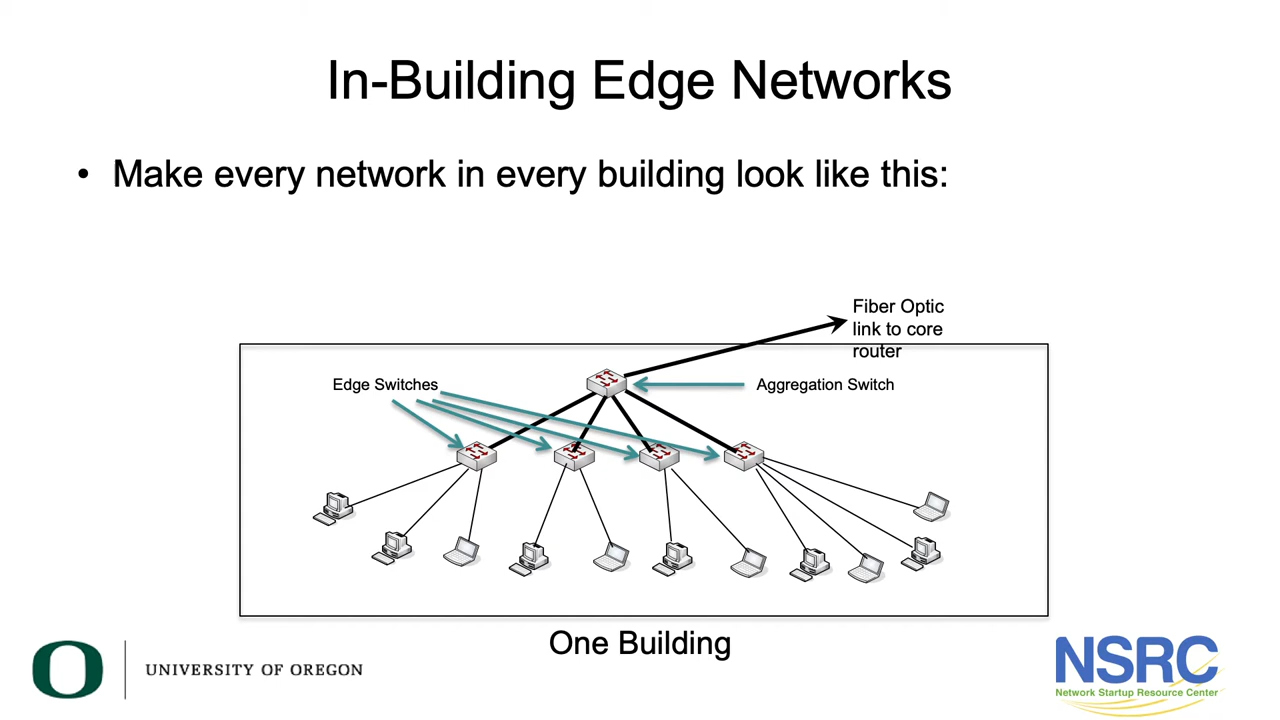 In-Building Edge Networks
• Make every network in every building look like this:
Fiber Optic
link to core
router
Edge Switches
Aggregation Switch
One Building
O
UNIVERSITY OF OREGON
NSRC
Network Startup Resource Center